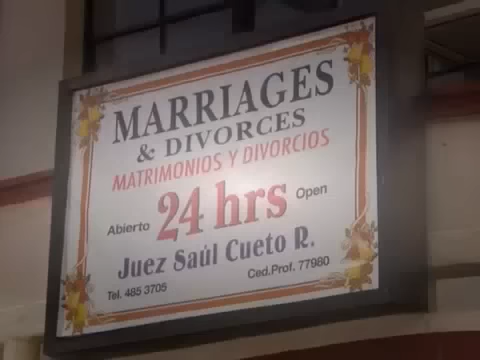 MARRIAGES
& DIVORCES
MATRIMONIOS Y DIVORCIOS
Abierto 24 hrs Open
Juez Saúl Cueto R.
Tel. 485 3705 Ced.Prof. 77980